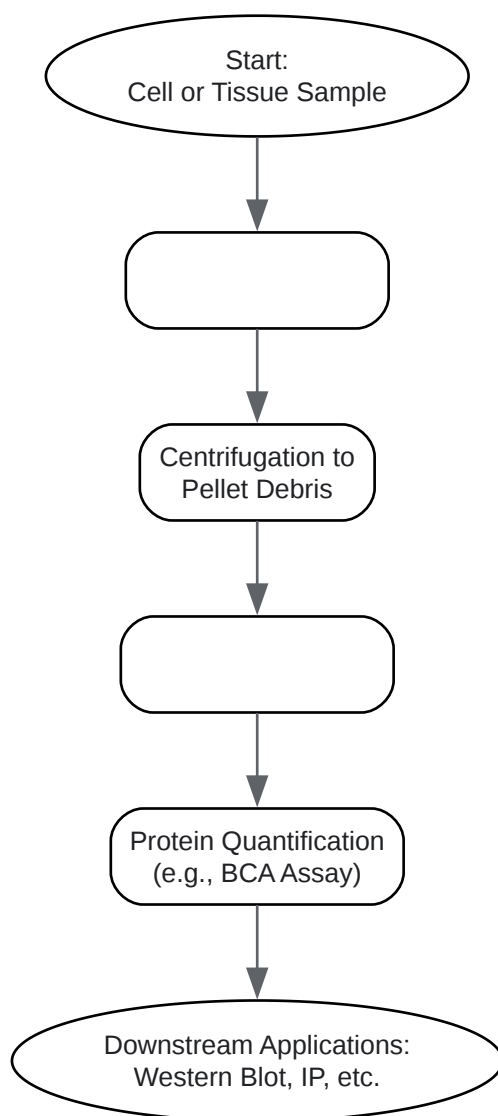 Start:
Cell or Tissue Sample
Centrifugation to
Pellet Debris
Protein Quantification
(e.g., BCA Assay)
Downstream Applications:
Western Blot, IP, etc.